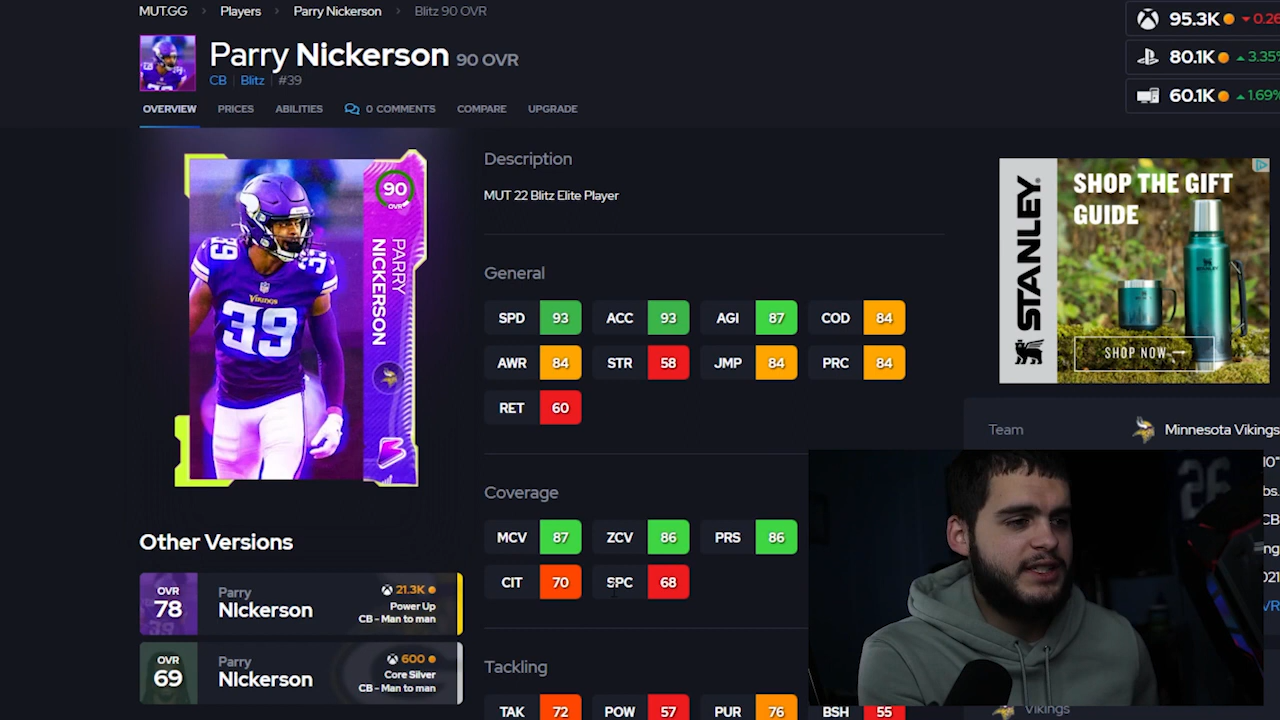 MUT.GG > Players > Parry Nickerson > Blitz 90 OVR
Parry Nickerson 90 OVR
CB | Blitz | #39
OVERVIEW PRICES ABILITIES 0 COMMENTS COMPARE UPGRADE
95.3K
80.1K 3.35
60.1K 1.69%
90
OVR
PARRY
NICKERSON
39
VIKINGS
39
Description
MUT 22 Blitz Elite Player
General
SPD 93 ACC 93 AGI 87 COD 84
AWR 84 STR 58 JMP 84 PRC 84
RET 60
Coverage
MCV 87 ZCV 86 PRS 86
CIT 70 SPC 68
Tackling
TAK 72 POW 57 PUR 76 BSH 55
Other Versions
OVR
78
Parry
Nickerson
21.3K
Power Up
CB - Man to man
OVR
69
Parry
Nickerson
600
Core Silver
CB - Man to man
STANLEY
SHOP THE GIFT
GUIDE
SHOP NOW
Team Minnesota Vikings
26
Vikings